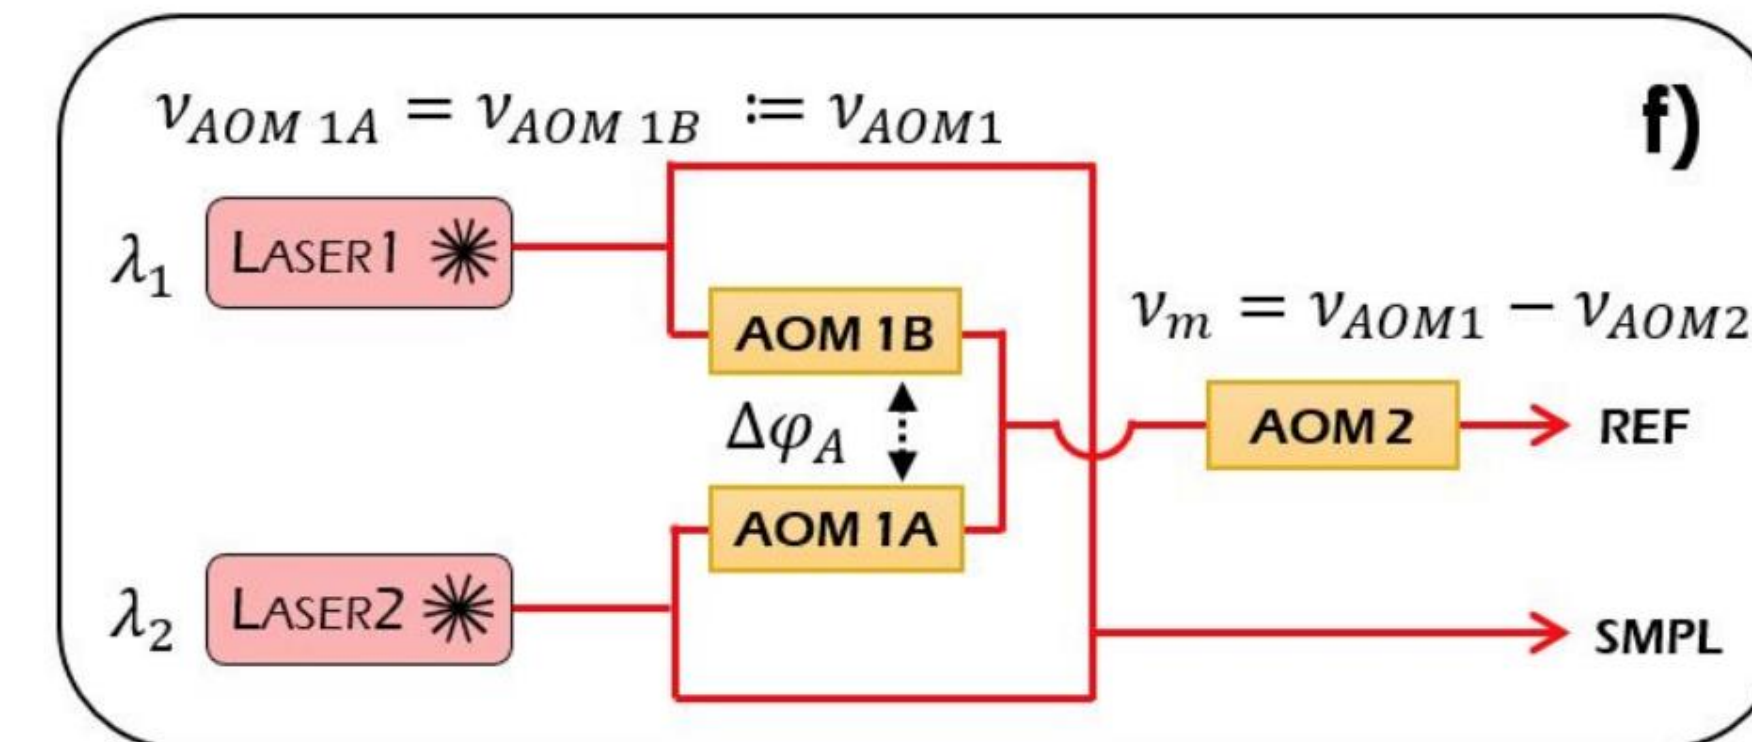 f)
ν_{AOM 1A} = ν_{AOM 1B} := ν_{AOM1}
λ₁ LASER1
AOM 1B
ν_m = ν_{AOM1} − ν_{AOM2}
Δφ_A
AOM 2 REF
AOM 1A
λ₂ LASER2
SMPL